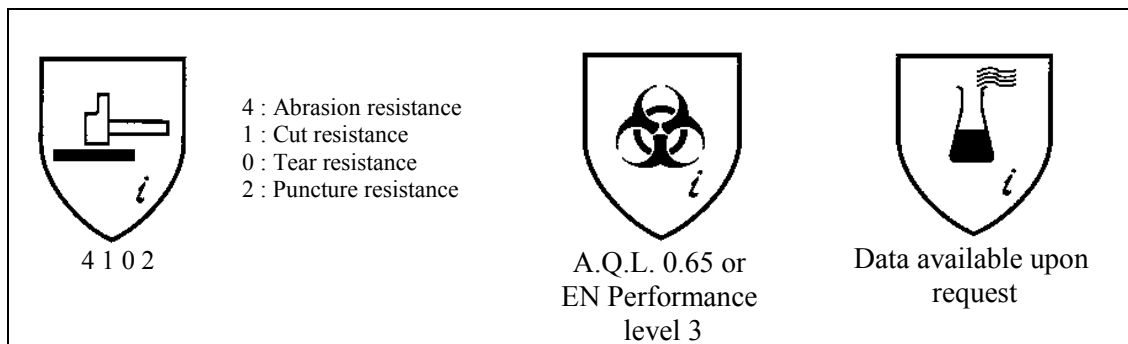 i
4 1 0 2
4 : Abrasion resistance
1 : Cut resistance
0 : Tear resistance
2 : Puncture resistance
i
A.Q.L. 0.65 or
EN Performance
level 3
i
Data available upon
request